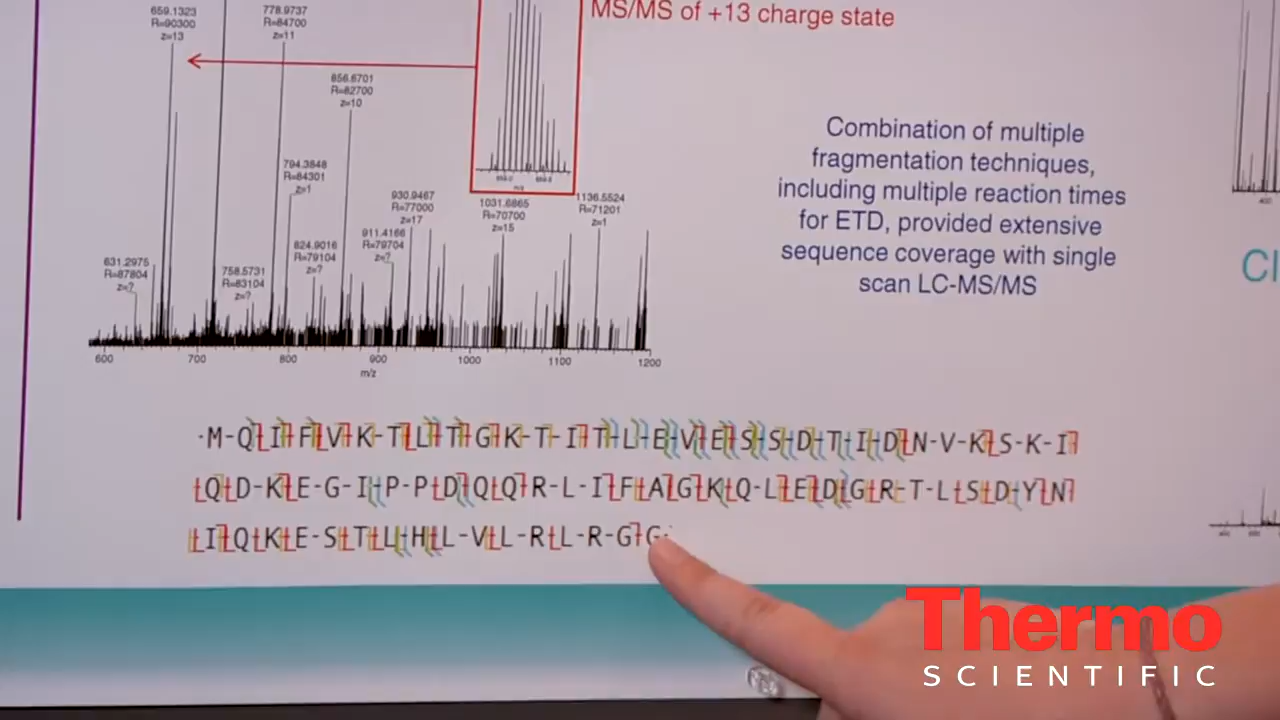 MS/MS of +13 charge state
659.1323
R=90300
z=13
778.9737
R=84700
z=11
856.6701
R=82700
z=10
794.3848
R=84301
z=1
930.9467
R=77000
z=17
1031.6865
R=70700
z=15
1136.5524
R=71201
z=1
911.4166
R=79704
z=?
824.9016
R=79104
z=?
631.2975
R=87804
z=?
758.5731
R=83104
z=?
m/z
600 700 800 900 1000 1100 1200
m/z
Combination of multiple
fragmentation techniques,
including multiple reaction times
for ETD, provided extensive
sequence coverage with single
scan LC-MS/MS
Cl
400
M-Q-I-F-V-K-T-L-T-G-K-T-I-T-L-E-V-E-S-S-D-T-I-D-N-V-K-S-K-I
Q-D-K-E-G-I-P-P-D-Q-Q-R-L-I-F-A-G-K-Q-L-E-D-G-R-T-L-S-D-Y-N
I-Q-K-E-S-T-L-H-L-V-L-R-L-R-G-G
Thermo
SCIENTIFIC